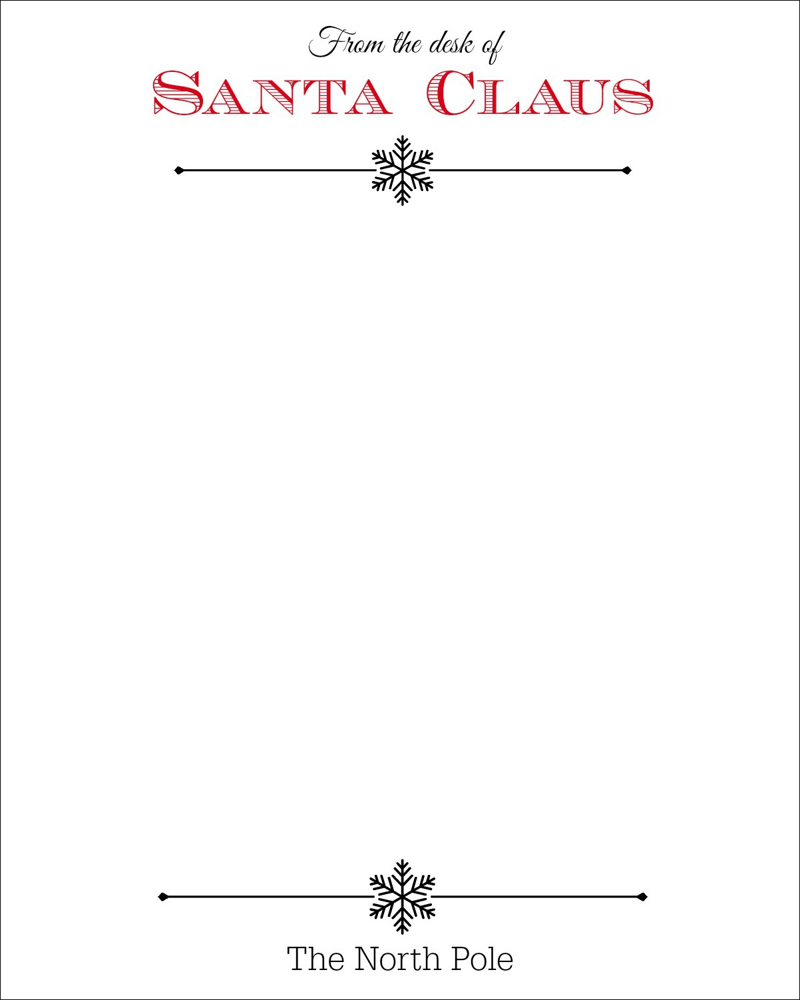 From the desk of
SANTA CLAUS
The North Pole